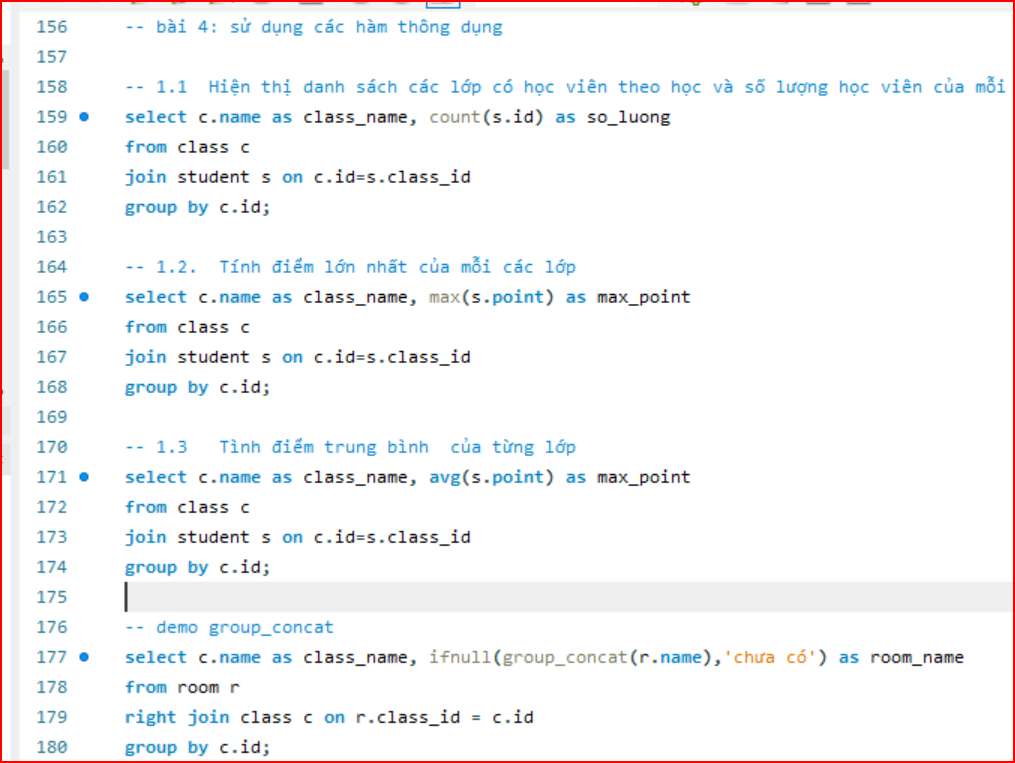 156 -- bài 4: sử dụng các hàm thông dụng
157
158 -- 1.1  Hiện thị danh sách các lớp có học viên theo học và số lượng học viên của mỗi
159 select c.name as class_name, count(s.id) as so_luong
160 from class c
161 join student s on c.id=s.class_id
162 group by c.id;
163
164 -- 1.2.  Tính điểm lớn nhất của mỗi các lớp
165 select c.name as class_name, max(s.point) as max_point
166 from class c
167 join student s on c.id=s.class_id
168 group by c.id;
169
170 -- 1.3   Tình điểm trung bình  của từng lớp
171 select c.name as class_name, avg(s.point) as max_point
172 from class c
173 join student s on c.id=s.class_id
174 group by c.id;
175
176 -- demo group_concat
177 select c.name as class_name, ifnull(group_concat(r.name),'chưa có') as room_name
178 from room r
179 right join class c on r.class_id = c.id
180 group by c.id;